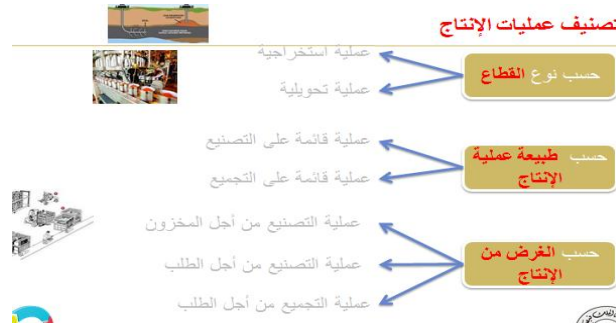 تصنيف عمليات الإنتاج
حسب نوع القطاع
عملية استخراجية
عملية تحويلية
حسب طبيعة عملية
الإنتاج
عملية قائمة على التصنيع
عملية قائمة على التجميع
حسب الغرض من
الإنتاج
عملية التصنيع من أجل المخزون
عملية التصنيع من أجل الطلب
عملية التجميع من أجل الطلب